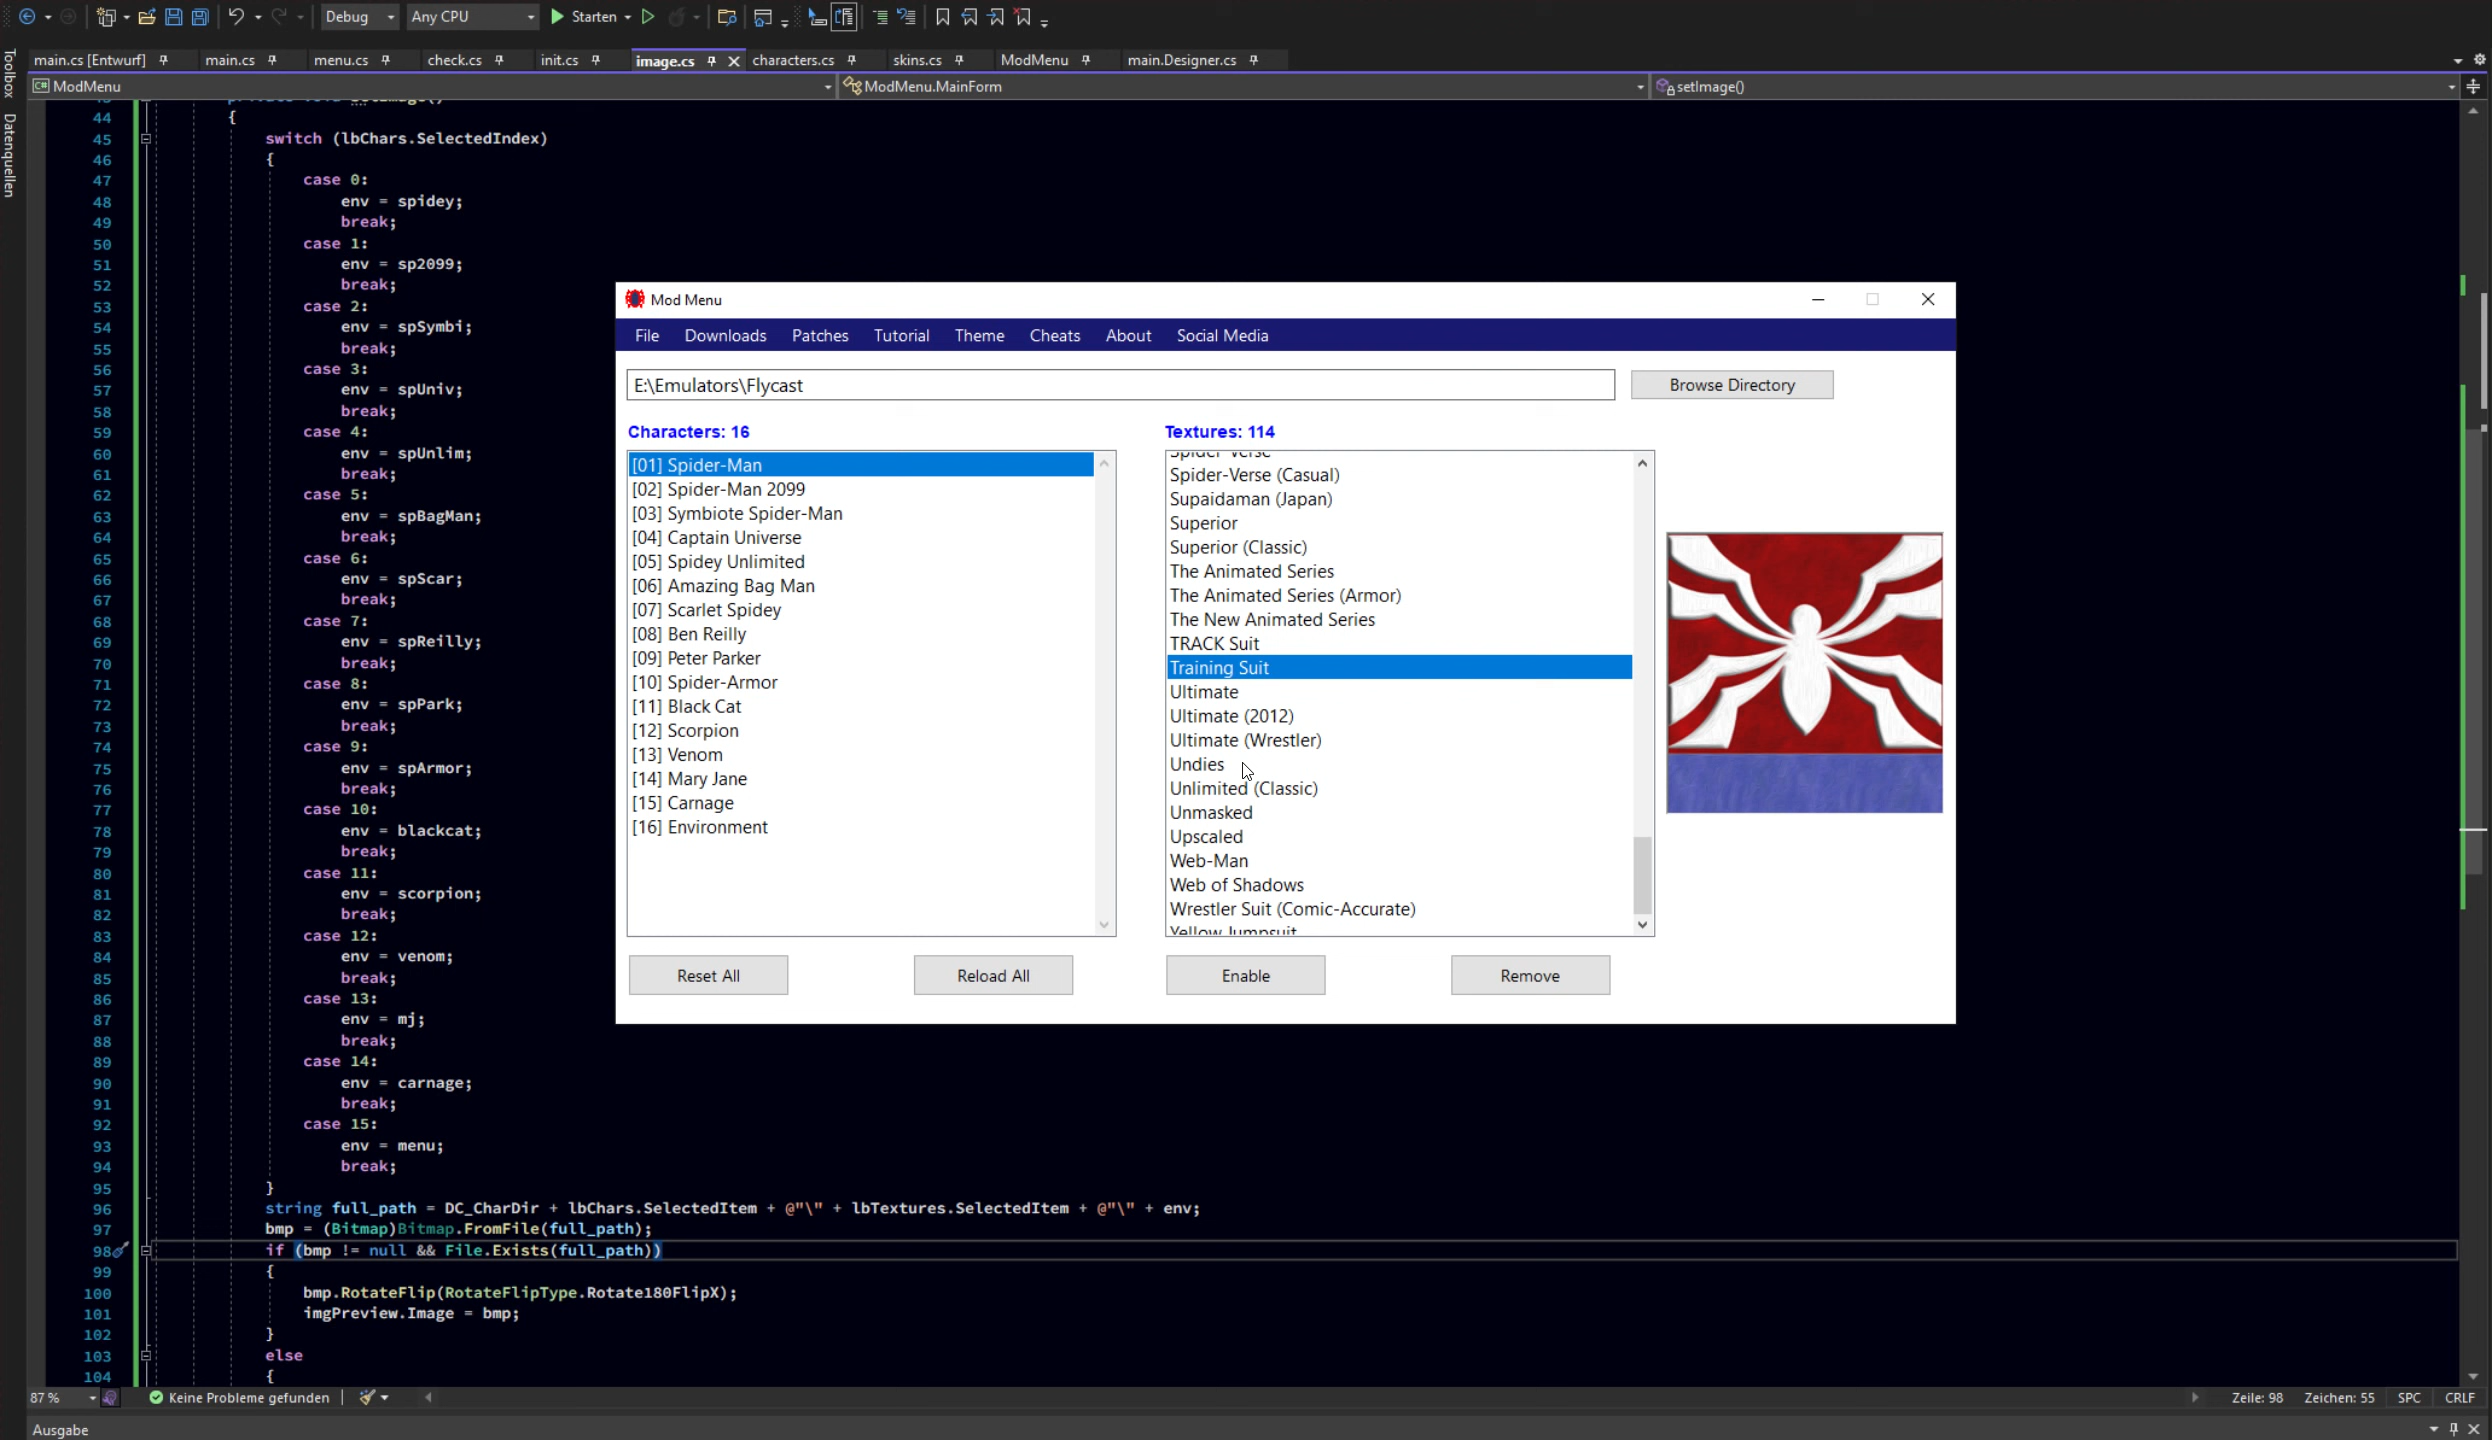 Debug
Any CPU
Starten
Toolbox
Datenquellen
main.cs [Entwurf]
main.cs
menu.cs
check.cs
init.cs
image.cs
characters.cs
skins.cs
ModMenu
main.Designer.cs
ModMenu
ModMenu.MainForm
setImage()
44 {
45 switch (lbChars.SelectedIndex)
46 {
47 case 0:
48 env = spidey;
49 break;
50 case 1:
51 env = sp2099;
52 break;
53 case 2:
54 env = spSymbi;
55 break;
56 case 3:
57 env = spUniv;
58 break;
59 case 4:
60 env = spUnlim;
61 break;
62 case 5:
63 env = spBagMan;
64 break;
65 case 6:
66 env = spScar;
67 break;
68 case 7:
69 env = spReilly;
70 break;
71 case 8:
72 env = spPark;
73 break;
74 case 9:
75 env = spArmor;
76 break;
77 case 10:
78 env = blackcat;
79 break;
80 case 11:
81 env = scorpion;
82 break;
83 case 12:
84 env = venom;
85 break;
86 case 13:
87 env = mj;
88 break;
89 case 14:
90 env = carnage;
91 break;
92 case 15:
93 env = menu;
94 break;
95 }
96 string full_path = DC_CharDir + lbChars.SelectedItem + @"\" + lbTextures.SelectedItem + @"\" + env;
97 bmp = (Bitmap)Bitmap.FromFile(full_path);
98 if (bmp != null && File.Exists(full_path))
99 {
100 bmp.RotateFlip(RotateFlipType.Rotate180FlipX);
101 imgPreview.Image = bmp;
102 }
103 else
104 {
Mod Menu
File Downloads Patches Tutorial Theme Cheats About Social Media
E:\Emulators\Flycast
Browse Directory
Characters: 16
[01] Spider-Man
[02] Spider-Man 2099
[03] Symbiote Spider-Man
[04] Captain Universe
[05] Spidey Unlimited
[06] Amazing Bag Man
[07] Scarlet Spidey
[08] Ben Reilly
[09] Peter Parker
[10] Spider-Armor
[11] Black Cat
[12] Scorpion
[13] Venom
[14] Mary Jane
[15] Carnage
[16] Environment
Textures: 114
Spider-Verse
Spider-Verse (Casual)
Supaidaman (Japan)
Superior
Superior (Classic)
The Animated Series
The Animated Series (Armor)
The New Animated Series
TRACK Suit
Training Suit
Ultimate
Ultimate (2012)
Ultimate (Wrestler)
Undies
Unlimited (Classic)
Unmasked
Upscaled
Web-Man
Web of Shadows
Wrestler Suit (Comic-Accurate)
Yellow Jumpsuit
Reset All
Reload All
Enable
Remove
87 %
Keine Probleme gefunden
Zeile: 98
Zeichen: 55
SPC
CRLF
Ausgabe